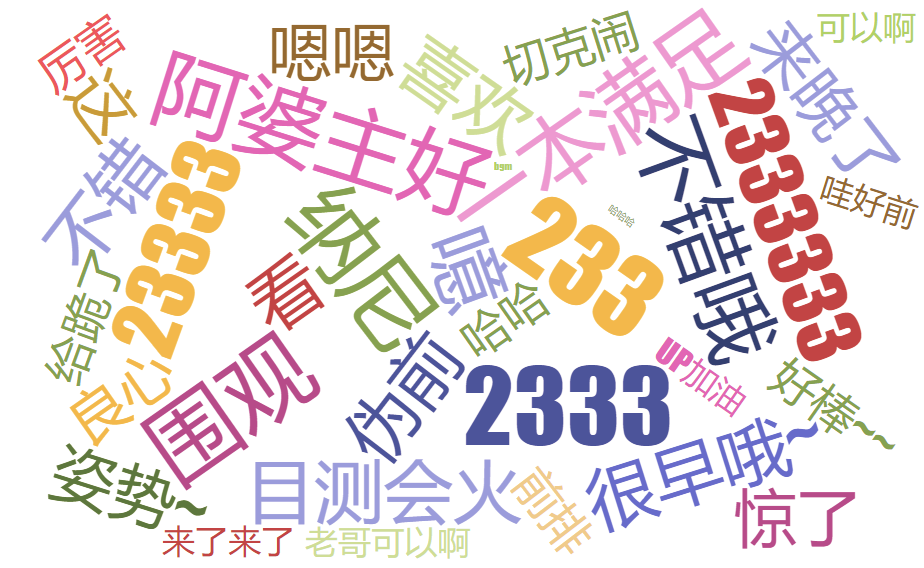 厉害
这
嗯嗯
喜欢
切克闹
一本满足
来晚了
可以啊
阿婆主好
不错
23333
hym
哈哈哈
不错哦
2333333
哇好前
纳尼
看
嘻
233
哈哈
给跪了
良心
围观
伪前
2333
UP加油
好棒~~
姿势~
目测会火
前排
很早哦~
惊了
来了来了
老哥可以啊